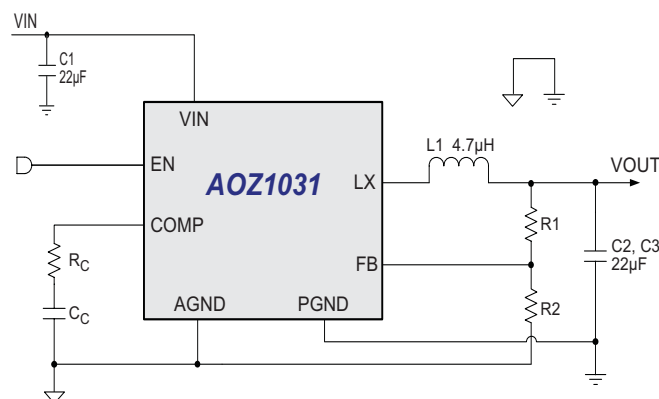 VIN
C1
22µF
VIN
L1 4.7µH
VOUT
EN
AOZ1031
LX
R1
COMP
C2, C3
22µF
RC
FB
R2
CC
AGND
PGND